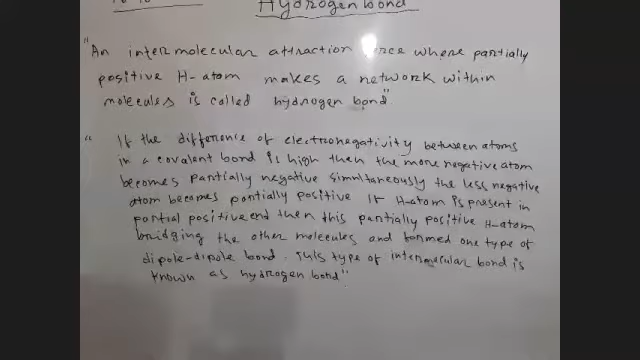 Hydrogen bond
"An intermolecular attraction force where partially
positive H-atom makes a network within
molecules is called hydrogen bond"
"If the difference of electronegativity between atoms
in a covalent bond is high then the more negative atom
becomes partially negative simultaneously the less negative
atom becomes partially positive If H-atom is present in
partial positive end then this partially positive H-atom
bridging the other molecules and formed one type of
dipole-dipole bond. This type of intermolecular bond is
known as hydrogen bond"